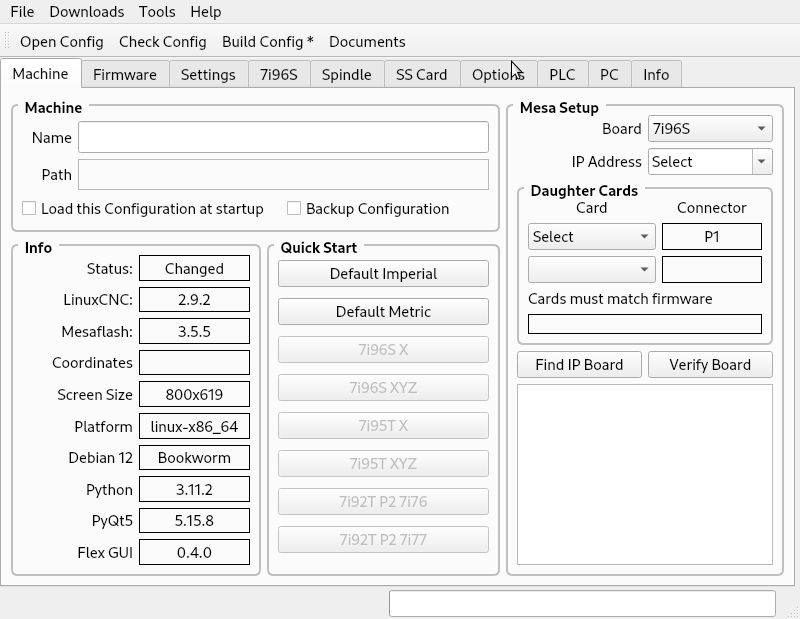 File Downloads Tools Help
Open Config Check Config Build Config * Documents
Machine Firmware Settings 7i96S Spindle SS Card Options PLC PC Info
Machine
Name
Path
Load this Configuration at startup Backup Configuration
Info
Status: Changed
LinuxCNC: 2.9.2
Mesaflash: 3.5.5
Coordinates
Screen Size 800x619
Platform linux-x86_64
Debian 12 Bookworm
Python 3.11.2
PyQt5 5.15.8
Flex GUI 0.4.0
Quick Start
Default Imperial
Default Metric
7i96S X
7i96S XYZ
7i95T X
7i95T XYZ
7i92T P2 7i76
7i92T P2 7i77
Mesa Setup
Board 7i96S
IP Address Select
Daughter Cards
Card Connector
Select P1
Cards must match firmware
Find IP Board Verify Board